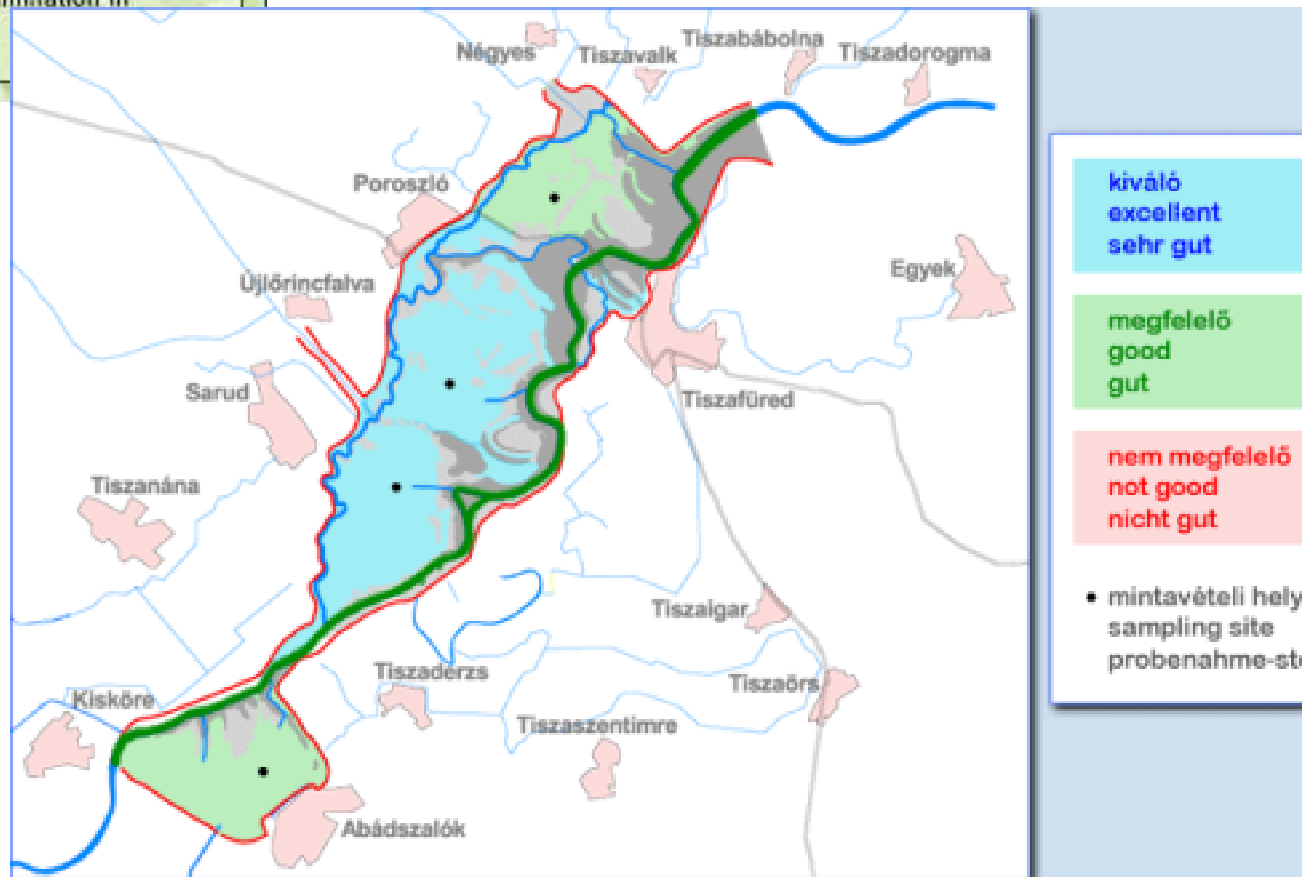 Négyes
Tiszavalk
Tiszabábolna
Tiszadorogma
Poroszló
Egyek
Újlőrincfalva
Sarud
Tiszafüred
Tiszanána
Tiszaigar
Tiszaderzs
Tiszaörs
Kisköre
Tiszaszentimre
Abádszalók
kiváló
excellent
sehr gut
megfelelő
good
gut
nem megfelelő
not good
nicht gut
mintavételi hely
sampling site